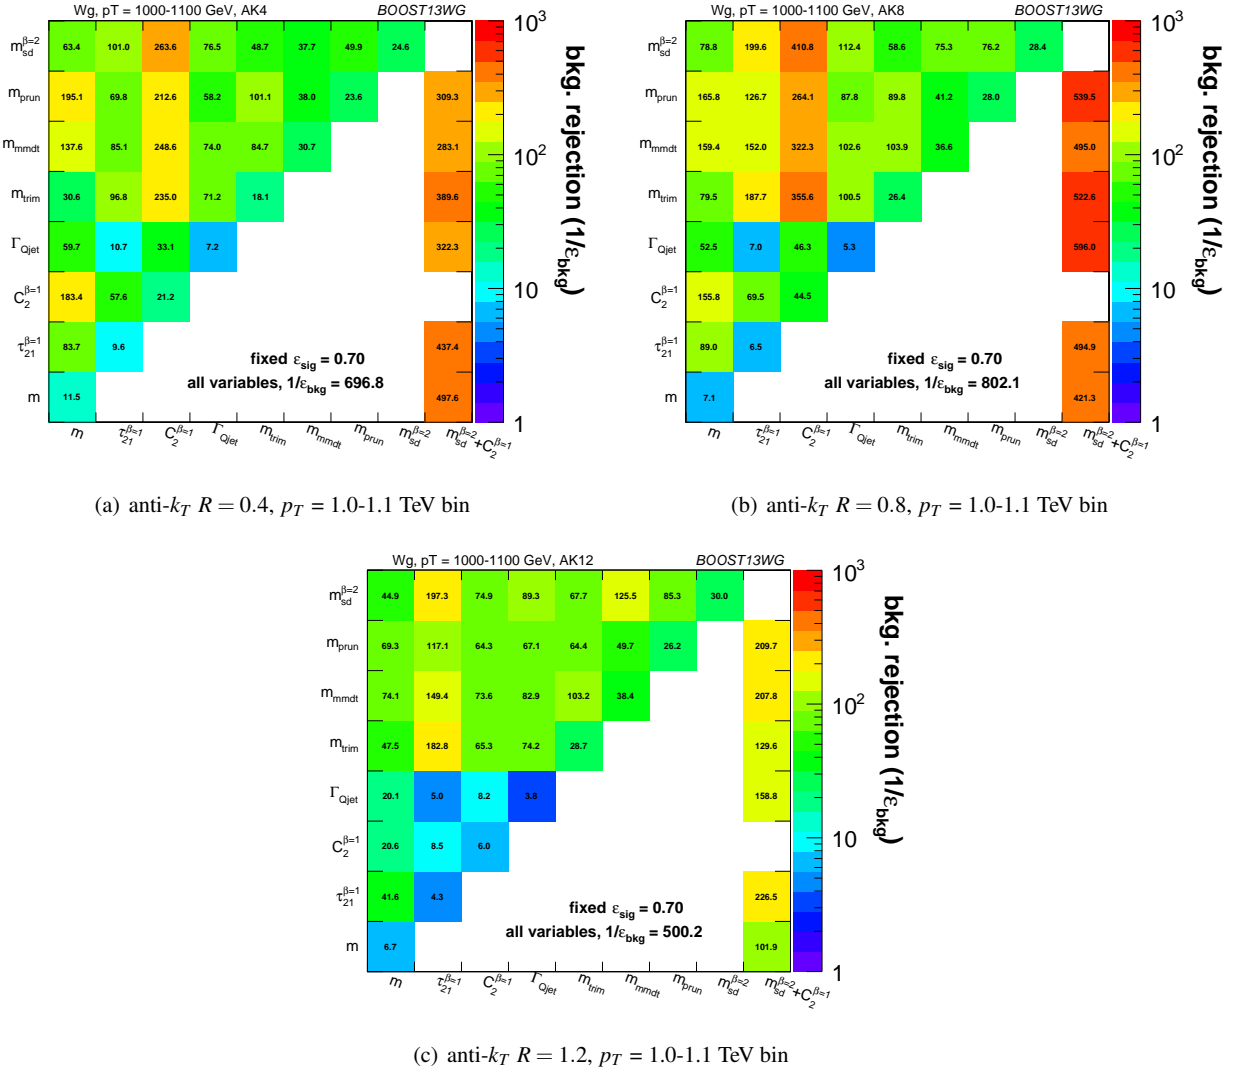 Wg, pT = 1000-1100 GeV, AK4 BOOST13WG
m_sd^β=2 63.4 101.0 263.6 76.5 48.7 37.7 49.9 24.6
m_prun 195.1 69.8 212.6 58.2 101.1 38.0 23.6 309.3
m_mmdt 137.6 85.1 248.6 74.0 84.7 30.7 283.1
m_trim 30.6 96.8 235.0 71.2 18.1 389.6
Γ_Qjet 59.7 10.7 33.1 7.2 322.3
C_2^β=1 183.4 57.6 21.2
τ_21^β=1 83.7 9.6 437.4
m 11.5 497.6
fixed ε_sig = 0.70
all variables, 1/ε_bkg = 696.8
m τ_21^β=1 C_2^β=1 Γ_Qjet m_trim m_mmdt m_prun m_sd^β=2 m_sd^β=2+C_2^β=1
10^3
10^2
10
1
bkg. rejection (1/ε_bkg)
(a) anti-k_T R = 0.4, p_T = 1.0-1.1 TeV bin
Wg, pT = 1000-1100 GeV, AK8 BOOST13WG
m_sd^β=2 78.8 199.6 410.8 112.4 58.6 75.3 76.2 28.4
m_prun 165.8 126.7 264.1 87.8 89.8 41.2 28.0 539.5
m_mmdt 159.4 152.0 322.3 102.6 103.9 36.6 495.0
m_trim 79.5 187.7 355.6 100.5 26.4 522.6
Γ_Qjet 52.5 7.0 46.3 5.3 596.0
C_2^β=1 155.8 69.5 44.5
τ_21^β=1 89.0 6.5 494.9
m 7.1 421.3
fixed ε_sig = 0.70
all variables, 1/ε_bkg = 802.1
m τ_21^β=1 C_2^β=1 Γ_Qjet m_trim m_mmdt m_prun m_sd^β=2 m_sd^β=2+C_2^β=1
10^3
10^2
10
1
bkg. rejection (1/ε_bkg)
(b) anti-k_T R = 0.8, p_T = 1.0-1.1 TeV bin
Wg, pT = 1000-1100 GeV, AK12 BOOST13WG
m_sd^β=2 44.9 197.3 74.9 89.3 67.7 125.5 85.3 30.0
m_prun 69.3 117.1 64.3 67.1 64.4 49.7 26.2 209.7
m_mmdt 74.1 149.4 73.6 82.9 103.2 38.4 207.8
m_trim 47.5 182.8 65.3 74.2 28.7 129.6
Γ_Qjet 20.1 5.0 8.2 3.8 158.8
C_2^β=1 20.6 8.5 6.0
τ_21^β=1 41.6 4.3 226.5
m 6.7 101.9
fixed ε_sig = 0.70
all variables, 1/ε_bkg = 500.2
m τ_21^β=1 C_2^β=1 Γ_Qjet m_trim m_mmdt m_prun m_sd^β=2 m_sd^β=2+C_2^β=1
10^3
10^2
10
1
bkg. rejection (1/ε_bkg)
(c) anti-k_T R = 1.2, p_T = 1.0-1.1 TeV bin